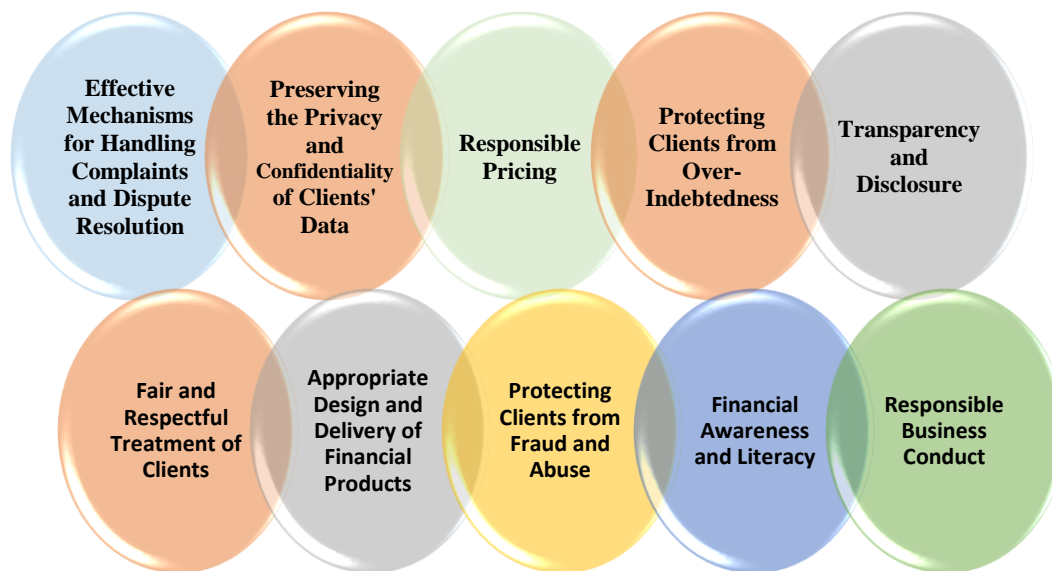 Effective
Mechanisms
for Handling
Complaints
and Dispute
Resolution
Preserving
the Privacy
and
Confidentiality
of Clients'
Data
Responsible
Pricing
Protecting
Clients from
Over-
Indebtedness
Transparency
and
Disclosure
Fair and
Respectful
Treatment of
Clients
Appropriate
Design and
Delivery of
Financial
Products
Protecting
Clients from
Fraud and
Abuse
Financial
Awareness
and Literacy
Responsible
Business
Conduct